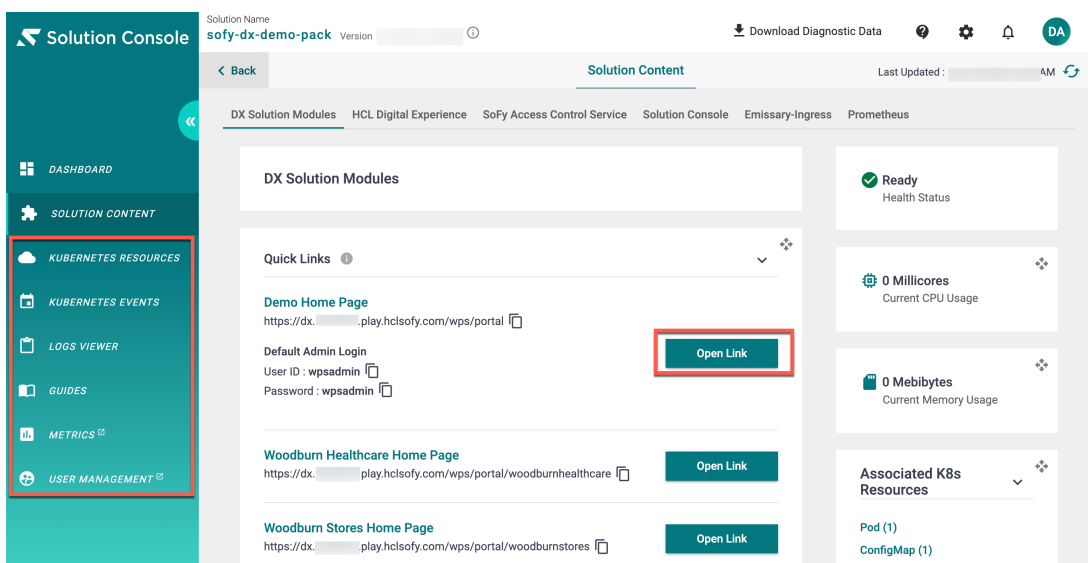 Solution Console
Solution Name
sofy-dx-demo-pack Version
Download Diagnostic Data
DA
Back
Solution Content
Last Updated : AM
DX Solution Modules HCL Digital Experience SoFy Access Control Service Solution Console Emissary-Ingress Prometheus
DASHBOARD
SOLUTION CONTENT
KUBERNETES RESOURCES
KUBERNETES EVENTS
LOGS VIEWER
GUIDES
METRICS
USER MANAGEMENT
DX Solution Modules
Quick Links
Demo Home Page
https://dx. .play.hclsofy.com/wps/portal
Default Admin Login
User ID : wpsadmin
Password : wpsadmin
Open Link
Woodburn Healthcare Home Page
https://dx. play.hclsofy.com/wps/portal/woodburnhealthcare
Open Link
Woodburn Stores Home Page
https://dx. .play.hclsofy.com/wps/portal/woodburnstores
Open Link
Ready
Health Status
0 Millicores
Current CPU Usage
0 Mebibytes
Current Memory Usage
Associated K8s
Resources
Pod (1)
ConfigMap (1)